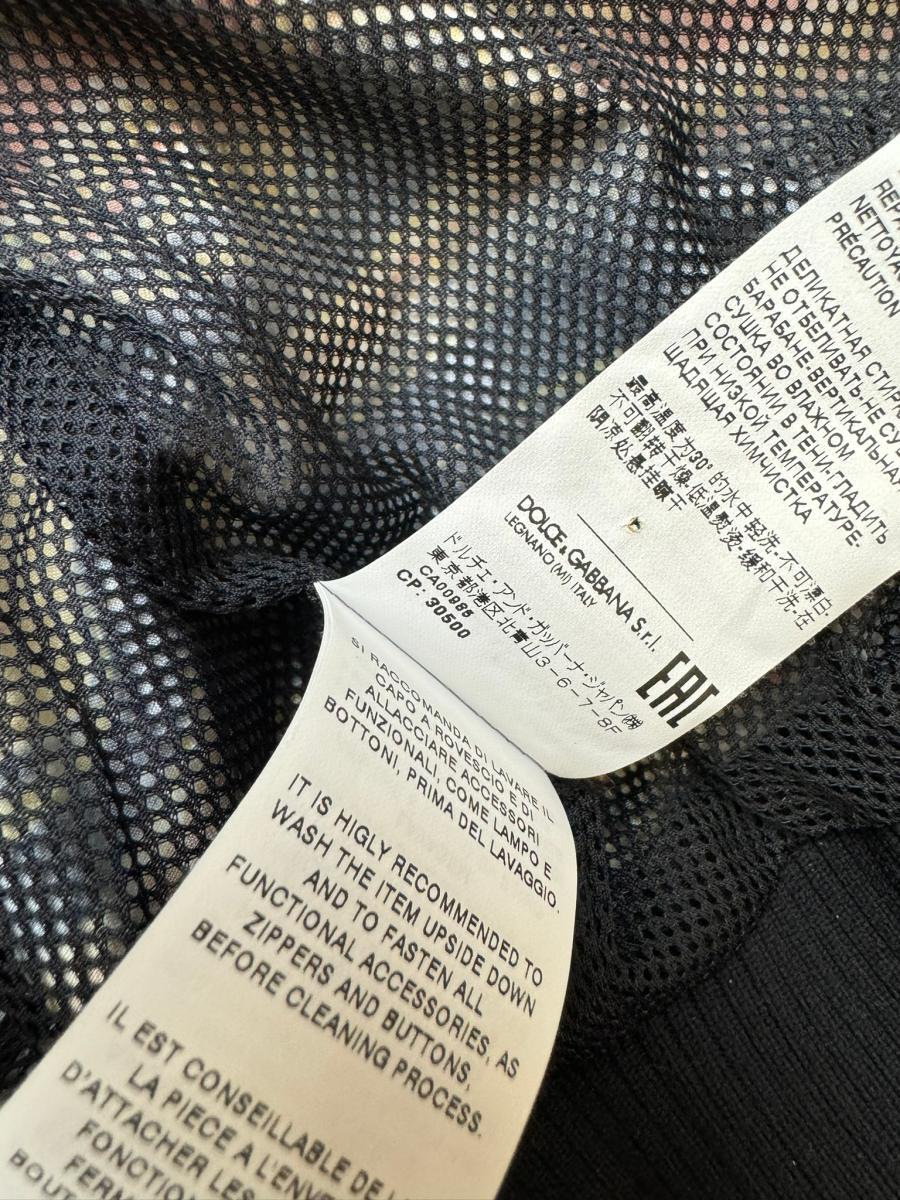 NETTOYA
PRÉCAUTION
ДЕЛИКАТНАЯ СТИР
НЕ ОТБЕЛИВАТЬ-НЕ СУ
БАРАБАНЕ-ВЕРТИКАЛЬНА
СУШКА ВО ВЛАЖНОМ
СОСТОЯНИИ В ТЕНИ-ГЛАДИТЬ
ПРИ НИЗКОЙ ТЕМПЕРАТУРЕ-
ЩАДЯЩАЯ ХИМЧИСТКА
最高温度为30°的水中轻洗-不可漂白-
不可翻转干燥-低温熨烫-缓和干洗-在
阴凉处悬挂晾干
DOLCE & GABBANA S.r.l.
LEGNANO (MI) ITALY
ドルチェ・アンド・ガッバーナ・ジャパン㈱
東京都港区北青山3-6-7-8F
CA00086
CP: 30500
EAC
SI RACCOMANDA DI LAVARE IL
CAPO A ROVESCIO E DI
ALLACCIARE ACCESSORI
FUNZIONALI, COME LAMPO E
BOTTONI, PRIMA DEL LAVAGGIO.
IT IS HIGLY RECOMMENDED TO
WASH THE ITEM UPSIDE DOWN
AND TO FASTEN ALL
FUNCTIONAL ACCESSORIES, AS
ZIPPERS AND BUTTONS,
BEFORE CLEANING PROCESS.
IL EST CONSEILLABLE DE L
LA PIECE A L'ENVE
D'ATTACHER LES
FONCTION
FERM
BOUT